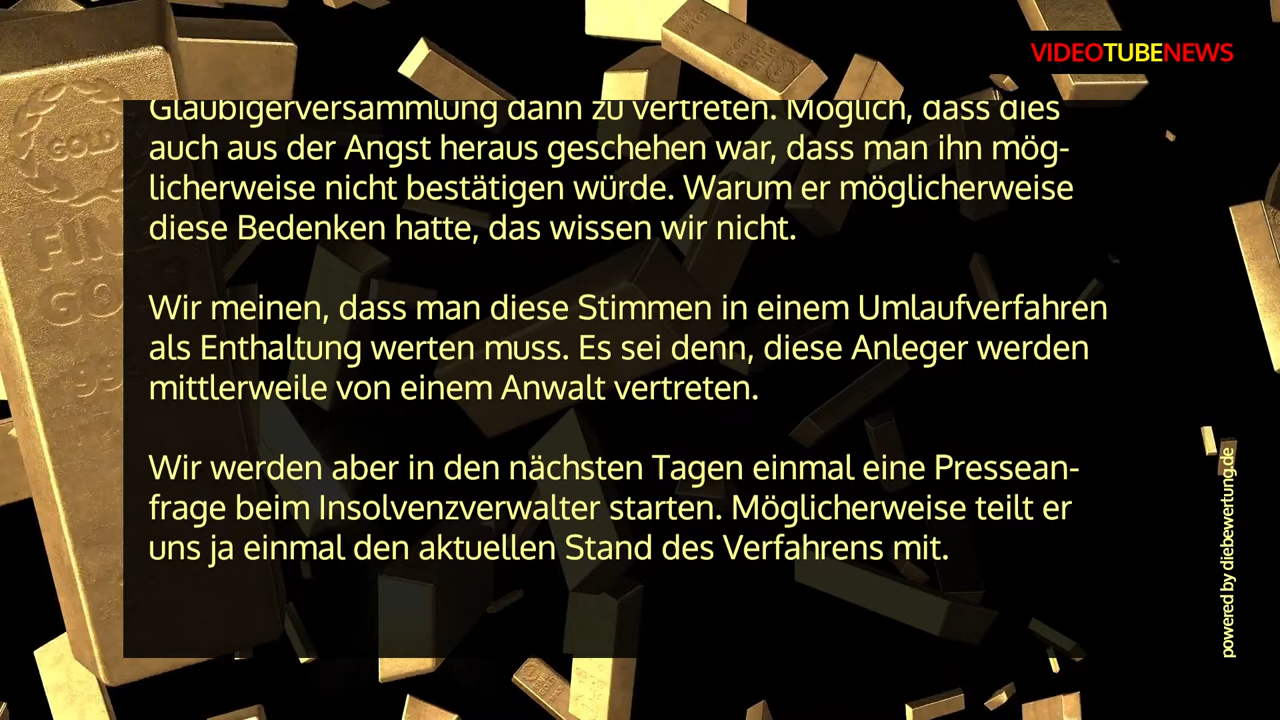 VIDEOTUBENEWS
Gläubigerversammlung dann zu vertreten. Möglich, dass dies
auch aus der Angst heraus geschehen war, dass man ihn mög-
licherweise nicht bestätigen würde. Warum er möglicherweise
diese Bedenken hatte, das wissen wir nicht.
Wir meinen, dass man diese Stimmen in einem Umlaufverfahren
als Enthaltung werten muss. Es sei denn, diese Anleger werden
mittlerweile von einem Anwalt vertreten.
Wir werden aber in den nächsten Tagen einmal eine Pressean-
frage beim Insolvenzverwalter starten. Möglicherweise teilt er
uns ja einmal den aktuellen Stand des Verfahrens mit.
powered by diebewertung.de
GOLD
FINE
GOLD